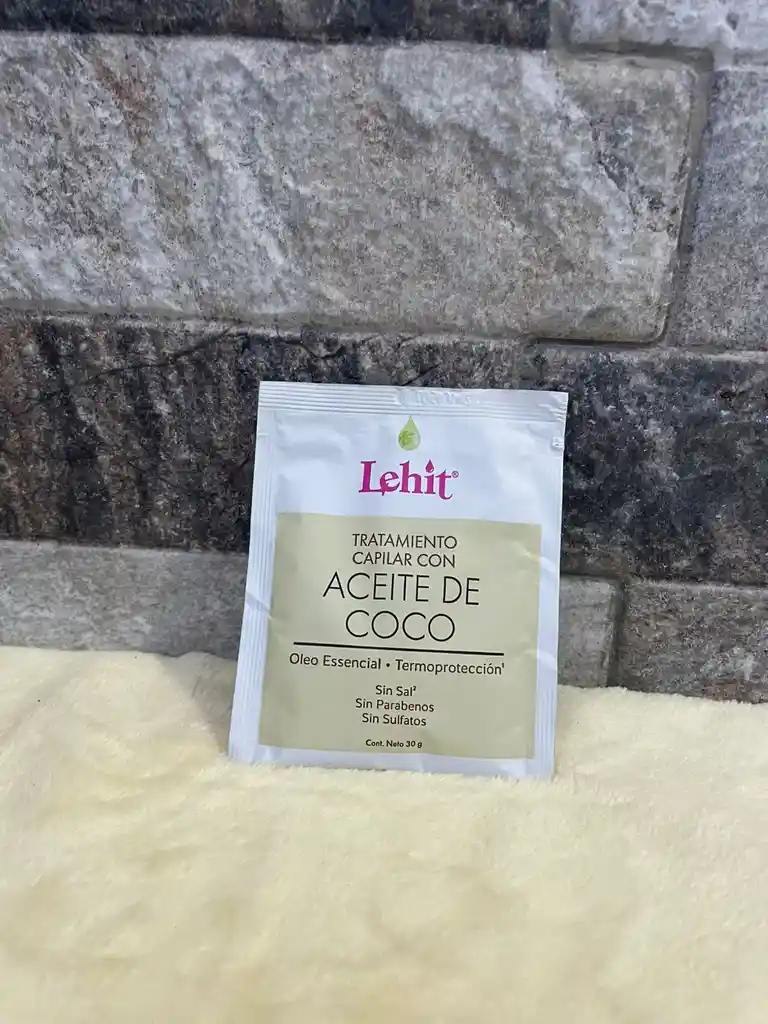 Lehit®
TRATAMIENTO
CAPILAR CON
ACEITE DE
COCO
Oleo Essencial • Termoprotección¹
Sin Sal²
Sin Parabenos
Sin Sulfatos
Cont. Neto 30 g